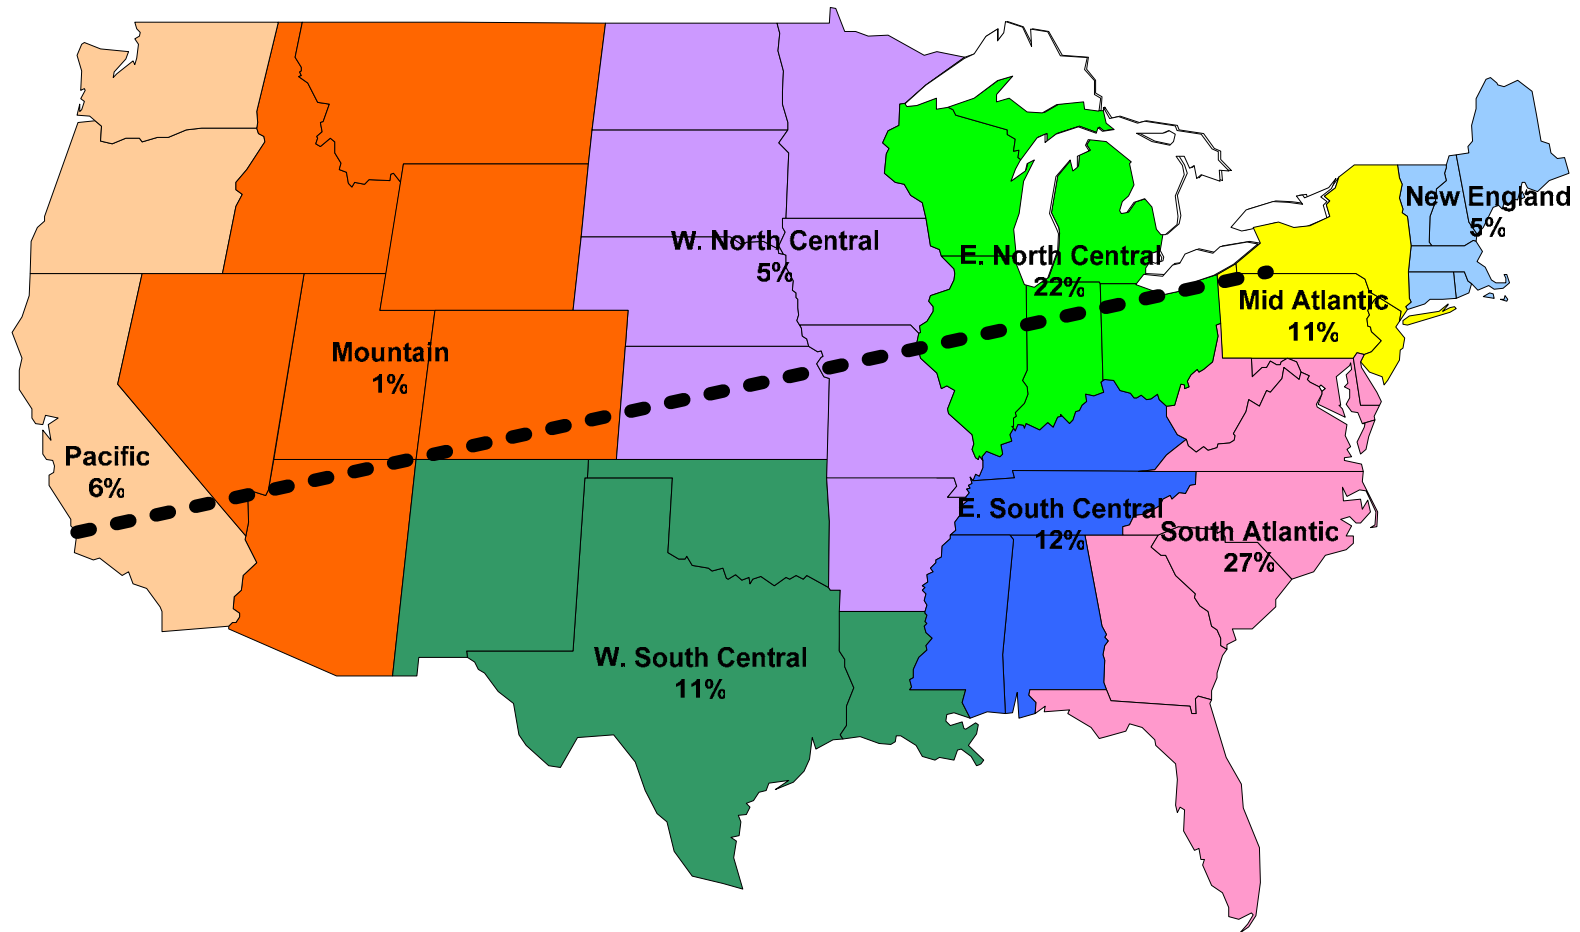 New England
5%
W. North Central
5%
E. North Central
22%
Mid Atlantic
11%
Mountain
1%
Pacific
6%
E. South Central
12%
South Atlantic
27%
W. South Central
11%